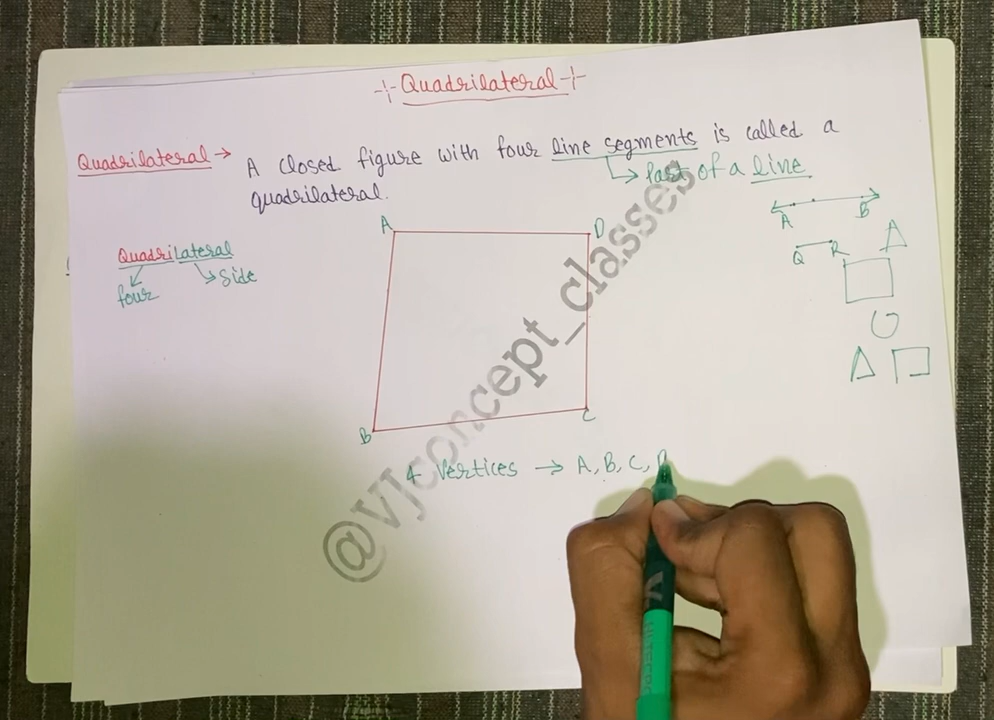 Quadrilateral
Quadrilateral → A closed figure with four line segments is called a
quadrilateral.
↳ Part of a line
A B
Q R
Quadrilateral
four side
A D
B C
4 Vertices → A, B, C, D
@VJconcept_classes